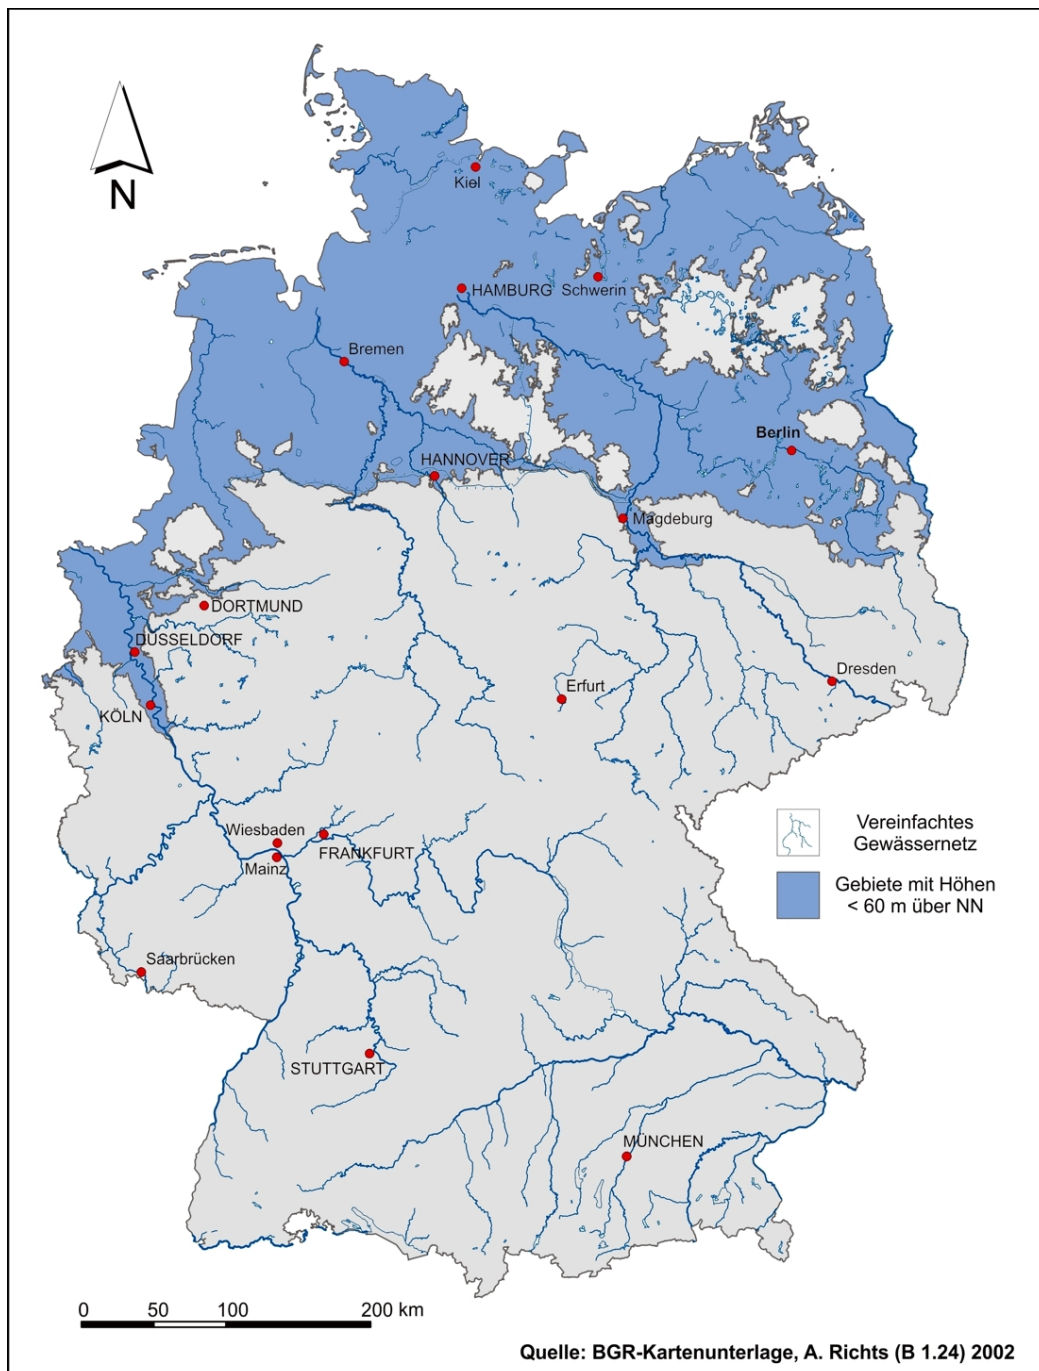 N
Kiel
HAMBURG
Schwerin
Bremen
Berlin
HANNOVER
Magdeburg
DORTMUND
DÜSSELDORF
Dresden
Erfurt
KÖLN
Wiesbaden
FRANKFURT
Mainz
Vereinfachtes
Gewässernetz
Gebiete mit Höhen
< 60 m über NN
Saarbrücken
STUTTGART
MÜNCHEN
0 50 100 200 km
Quelle: BGR-Kartenunterlage, A. Richts (B 1.24) 2002